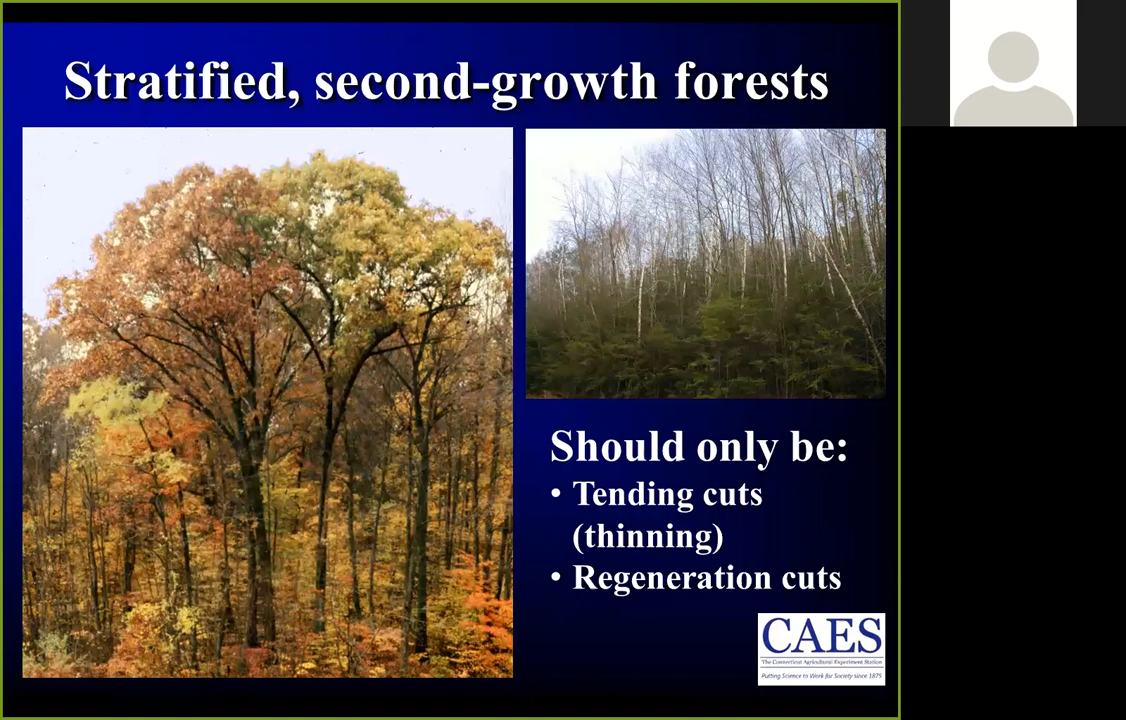 Stratified, second-growth forests
Should only be:
• Tending cuts
(thinning)
• Regeneration cuts
CAES
The Connecticut Agricultural Experiment Station
Putting Science to Work for Society since 1875